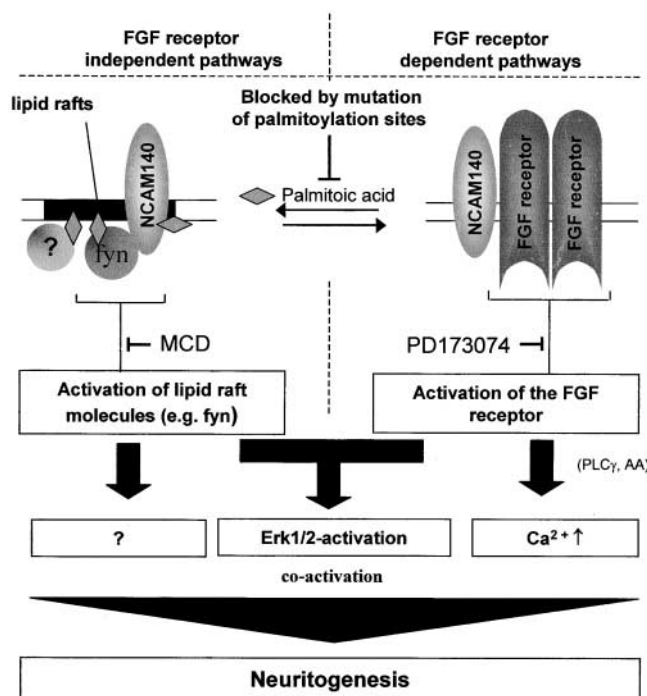 FGF receptor
independent pathways
FGF receptor
dependent pathways
lipid rafts
Blocked by mutation
of palmitoylation sites
NCAM140
Palmitoic acid
NCAM140
FGF receptor
FGF receptor
?
fyn
MCD
PD173074
Activation of lipid raft
molecules (e.g. fyn)
Activation of the FGF
receptor
(PLCγ, AA)
?
Erk1/2-activation
Ca²⁺ ↑
co-activation
Neuritogenesis